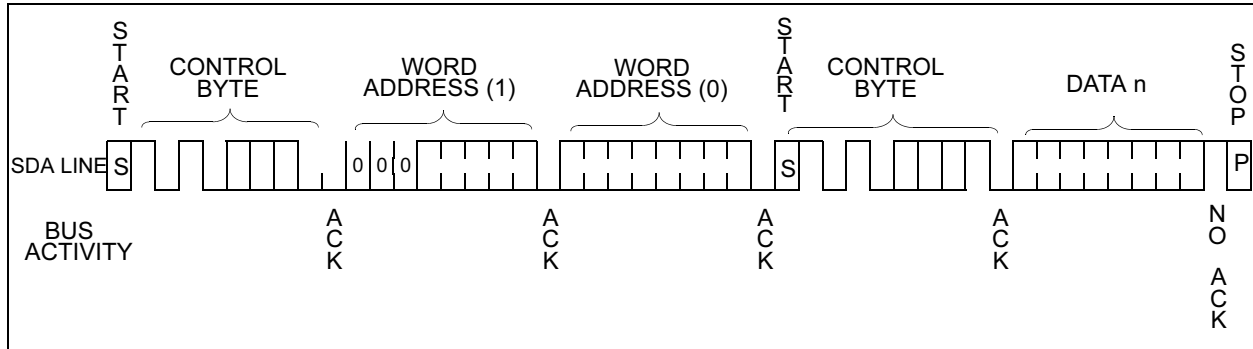 START
CONTROL
BYTE
WORD
ADDRESS (1)
WORD
ADDRESS (0)
START
CONTROL
BYTE
DATA n
STOP
SDA LINE
S
0 0 0
S
P
BUS
ACTIVITY
ACK
ACK
ACK
ACK
NO ACK